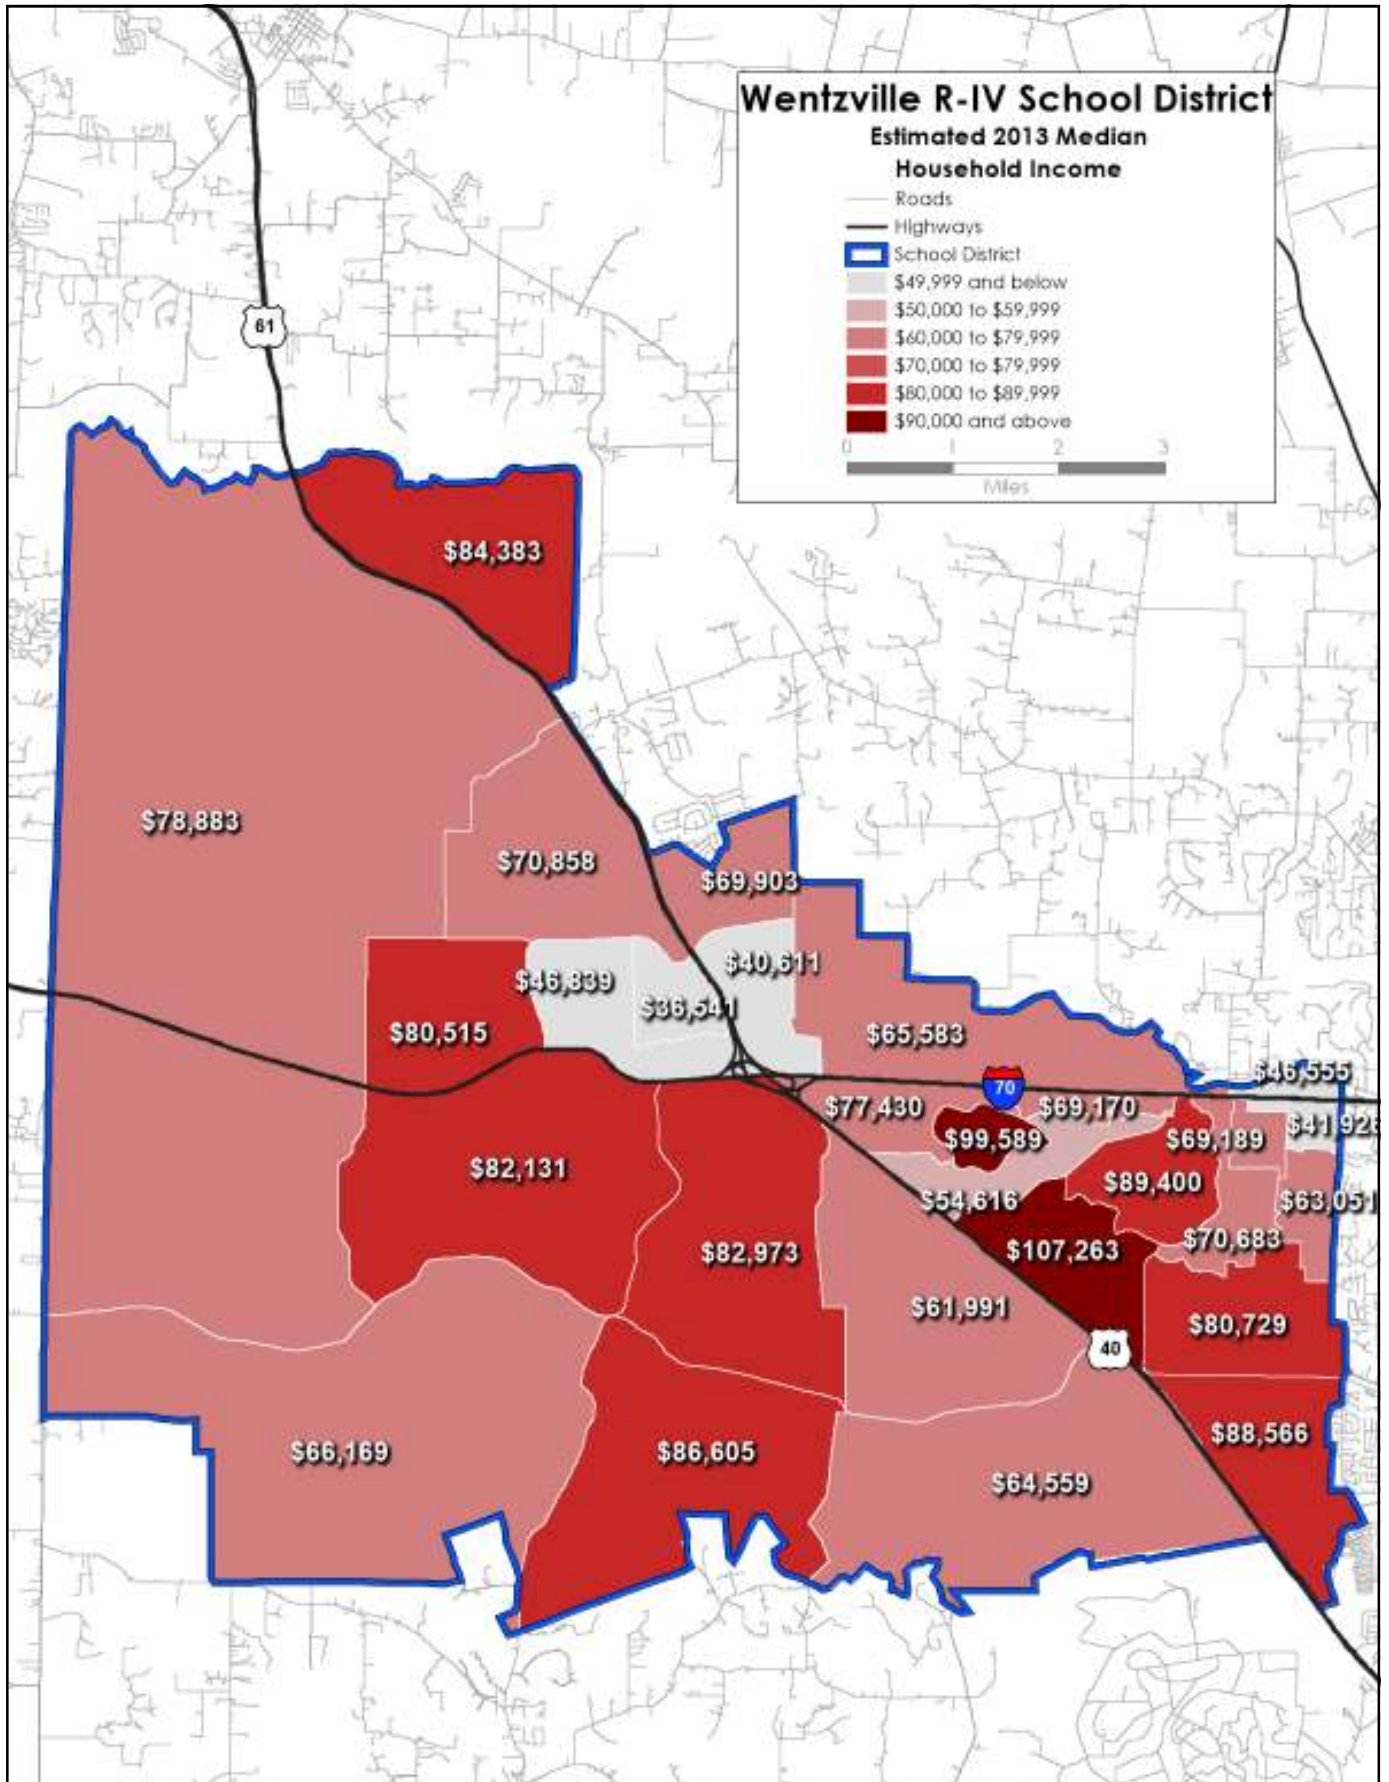 Wentzville R-IV School District
Estimated 2013 Median
Household Income
Roads
Highways
School District
$49,999 and below
$50,000 to $59,999
$60,000 to $79,999
$70,000 to $79,999
$80,000 to $89,999
$90,000 and above
0 1 2 3
Miles
61
$84,383
$78,883
$70,858
$69,903
$46,839
$40,611
$36,541
$80,515
$65,583
$46,555
70
$77,430
$69,170
$41,926
$99,589
$69,189
$82,131
$89,400
$54,616
$63,051
$70,683
$82,973
$107,263
$61,991
$80,729
40
$66,169
$86,605
$88,566
$64,559